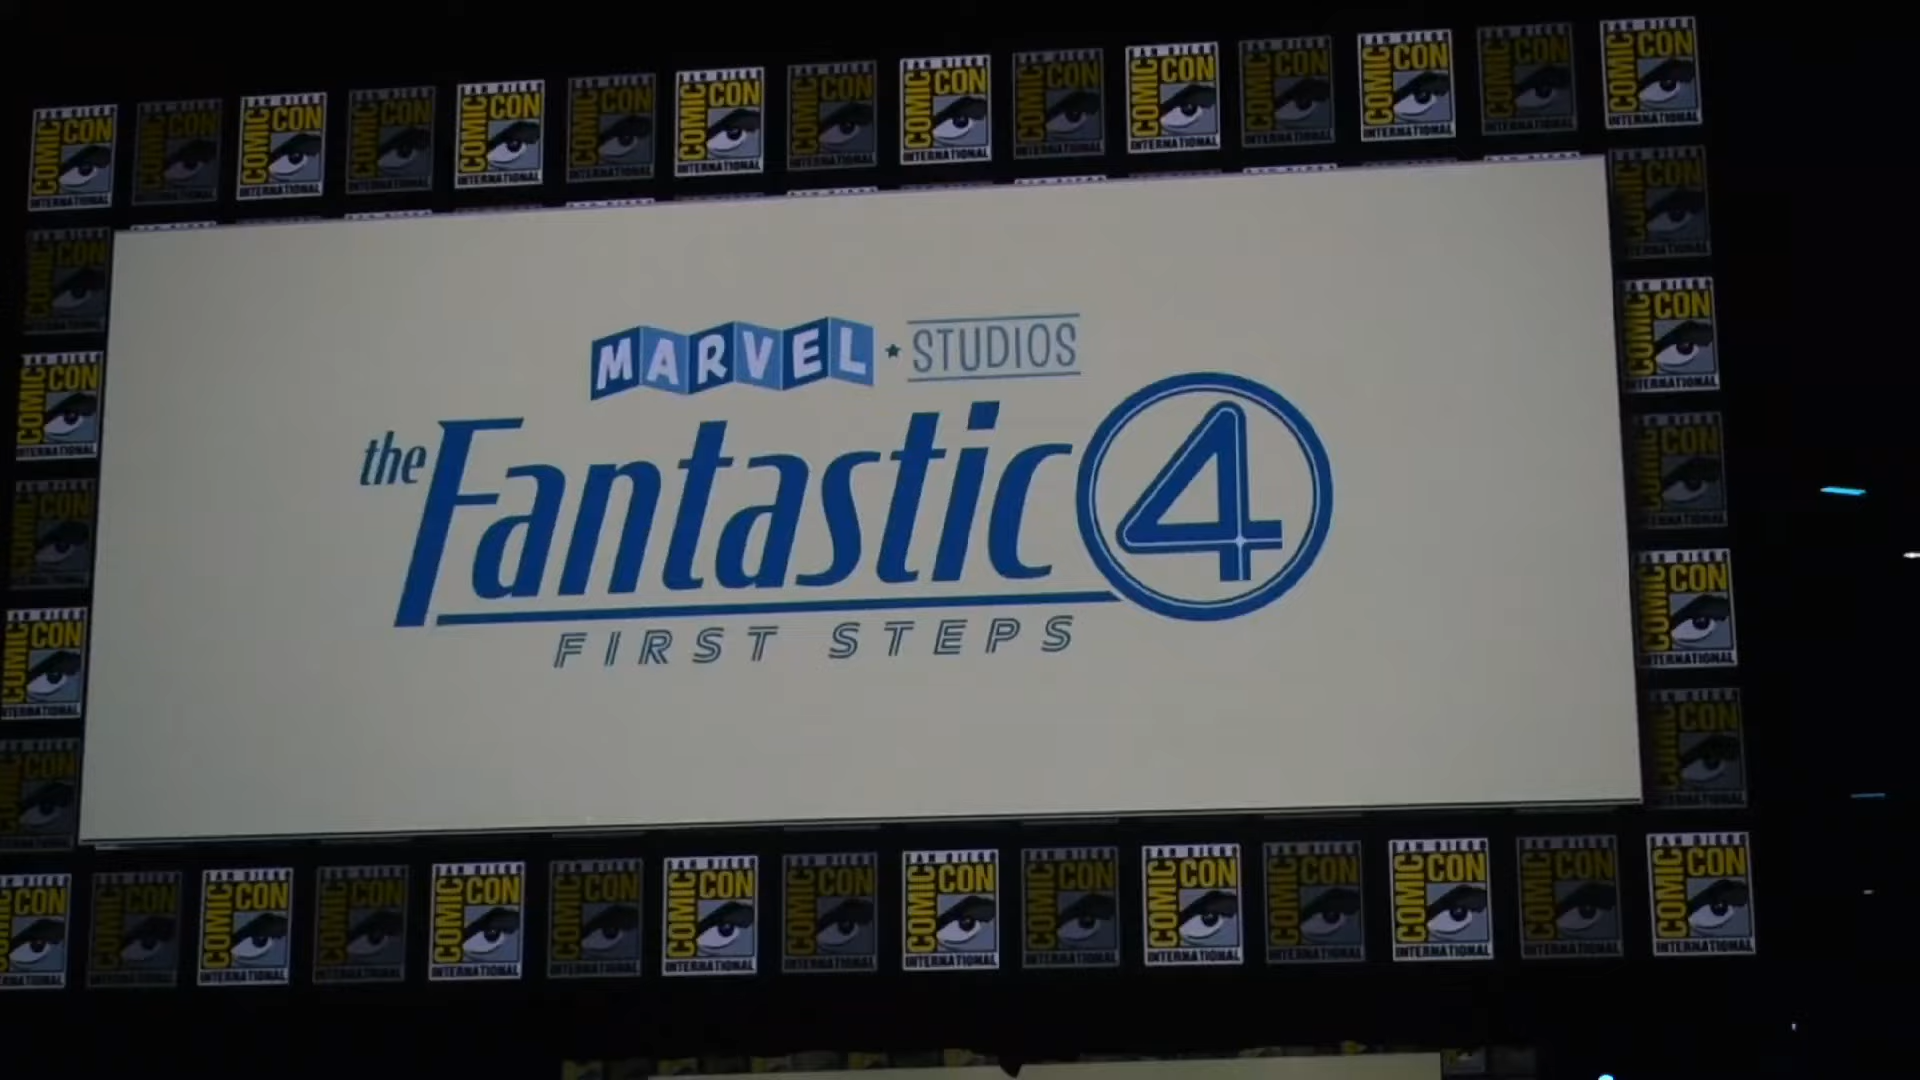 MARVEL ★ STUDIOS
the Fantastic 4
FIRST STEPS
SAN DIEGO
COMIC CON
INTERNATIONAL